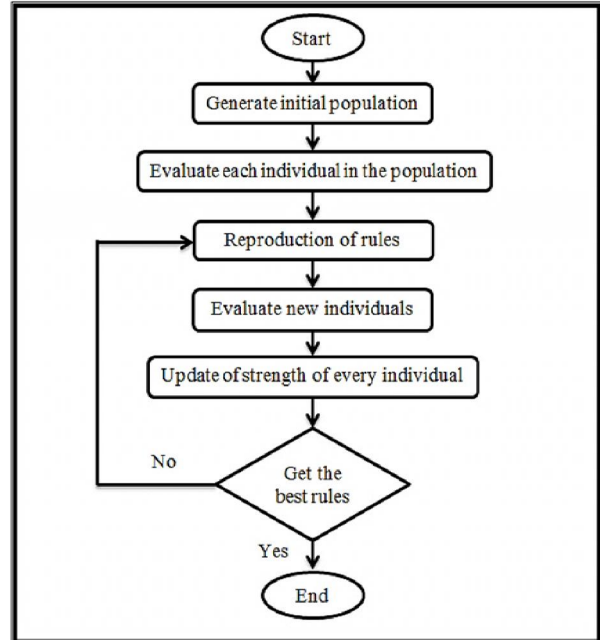 Start
Generate initial population
Evaluate each individual in the population
Reproduction of rules
Evaluate new individuals
Update of strength of every individual
No
Get the
best rules
Yes
End